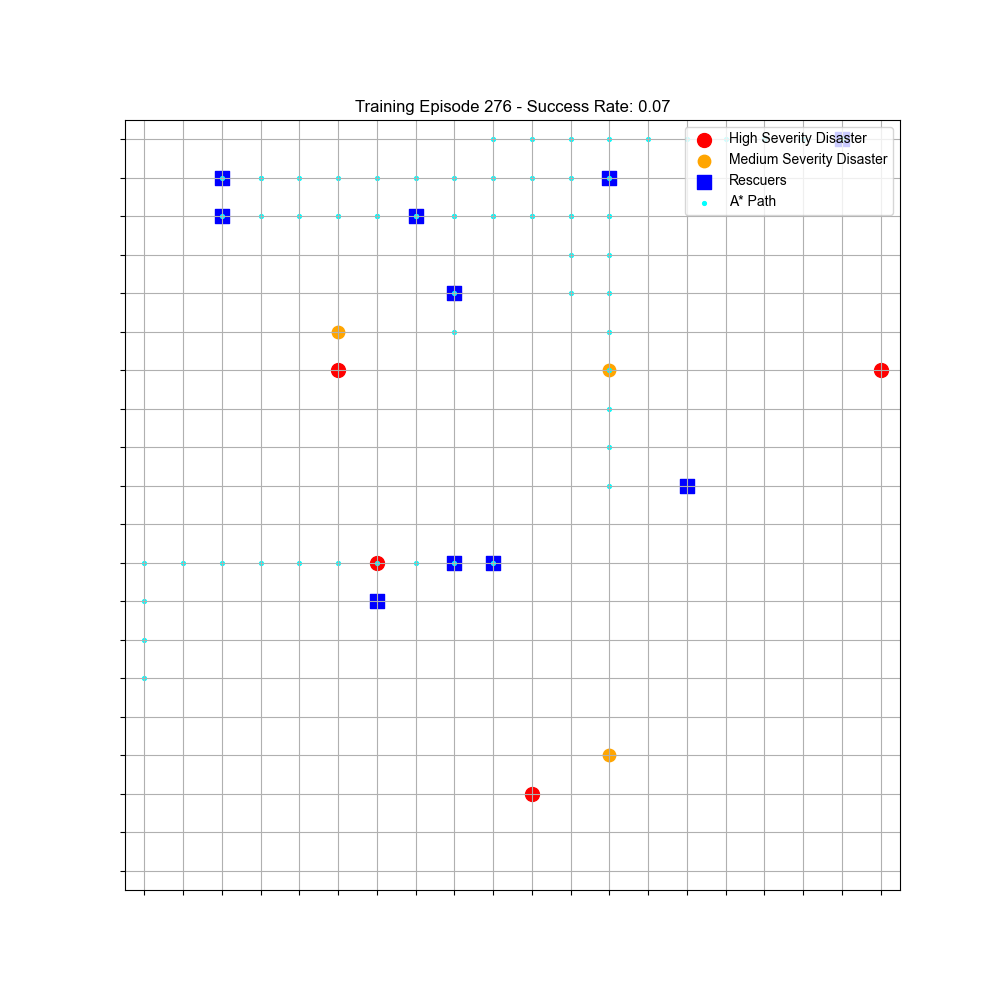 Training Episode 276 - Success Rate: 0.07
High Severity Disaster
Medium Severity Disaster
Rescuers
A* Path